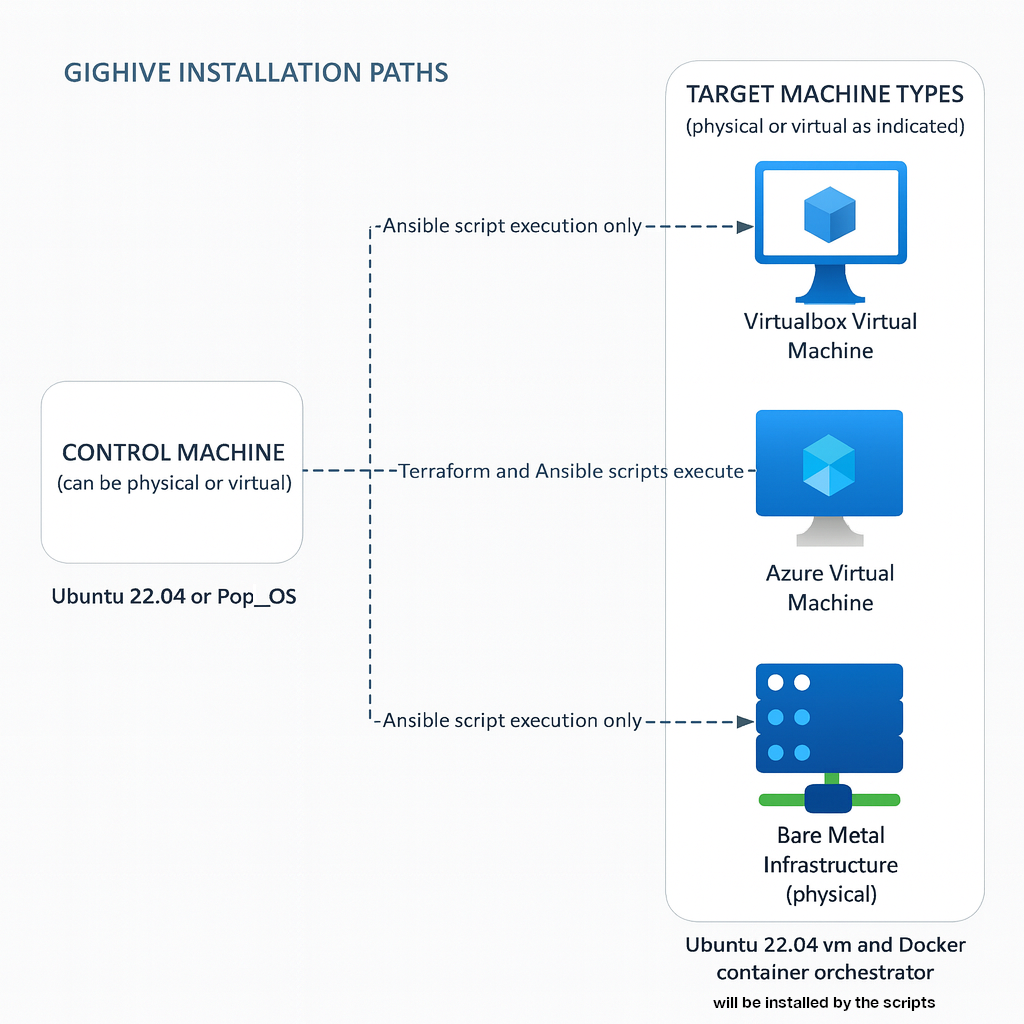 GIGHIVE INSTALLATION PATHS
TARGET MACHINE TYPES
(physical or virtual as indicated)
Ansible script execution only
Virtualbox Virtual
Machine
CONTROL MACHINE
(can be physical or virtual)
Ubuntu 22.04 or Pop_OS
Terraform and Ansible scripts execute
Azure Virtual
Machine
Ansible script execution only
Bare Metal
Infrastructure
(physical)
Ubuntu 22.04 vm and Docker
container orchestrator
will be installed by the scripts